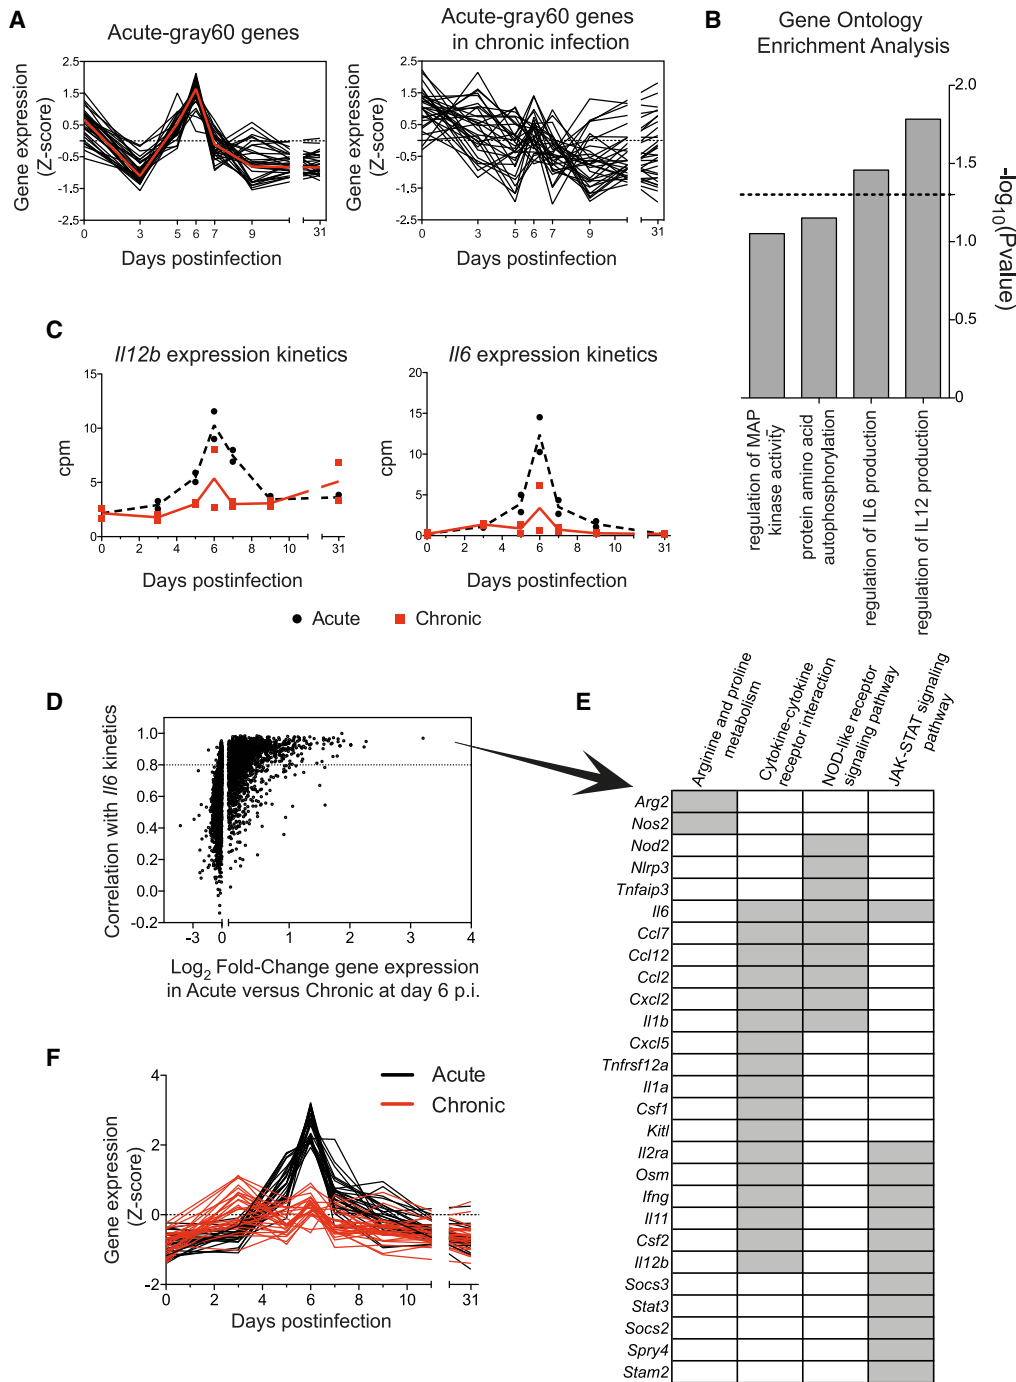 A
Acute-gray60 genes
Gene expression
(Z-score)
2.5
1.5
0.5
-0.5
-1.5
-2.5
0 3 5 6 7 9 31
Days postinfection
Acute-gray60 genes
in chronic infection
Gene expression
(Z-score)
2.5
1.5
0.5
-0.5
-1.5
-2.5
0 3 5 6 7 9 31
Days postinfection
B
Gene Ontology
Enrichment Analysis
2.0
1.5
1.0
0.5
0
-log10(Pvalue)
regulation of MAP
kinase activity
protein amino acid
autophosphorylation
regulation of IL6 production
regulation of IL12 production
C
Il12b expression kinetics
cpm
15
10
5
0
0 2 4 6 8 10 31
Days postinfection
Il6 expression kinetics
cpm
20
15
10
5
0
0 2 4 6 8 10 31
Days postinfection
Acute Chronic
D
Correlation with Il6 kinetics
1.0
0.8
0.6
0.4
0.2
0.0
-0.2
-3 0 1 2 3 4
Log2 Fold-Change gene expression
in Acute versus Chronic at day 6 p.i.
E
Arginine and proline
metabolism
Cytokine-cytokine
receptor interaction
NOD-like receptor
signaling pathway
JAK-STAT signaling
pathway
Arg2
Nos2
Nod2
Nlrp3
Tnfaip3
Il6
Ccl7
Ccl12
Ccl2
Cxcl2
Il1b
Cxcl5
Tnfrsf12a
Il1a
Csf1
Kitl
Il2ra
Osm
Ifng
Il11
Csf2
Il12b
Socs3
Stat3
Socs2
Spry4
Stam2
F
Gene expression
(Z-score)
4
2
0
-2
Acute
Chronic
0 2 4 6 8 10 31
Days postinfection